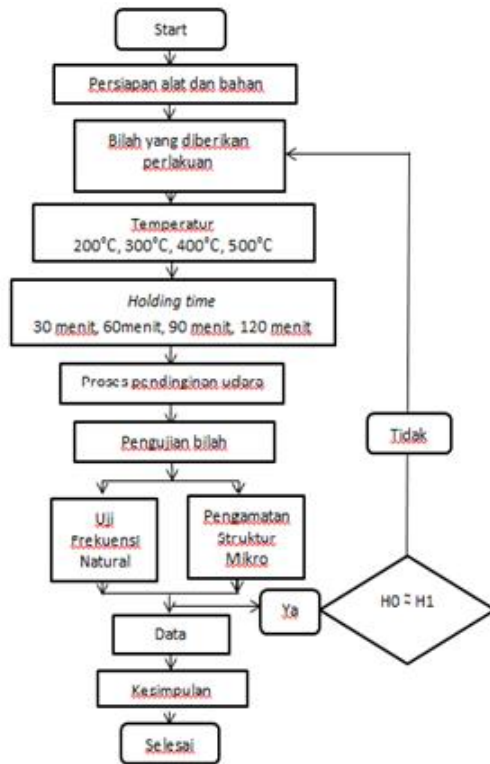 Start
Persiapan alat dan bahan
Bilah yang diberikan
perlakuan
Temperatur
200°C, 300°C, 400°C, 500°C
Holding time
30 menit, 60menit, 90 menit, 120 menit
Proses pendinginan udara
Pengujian bilah
Tidak
Uji
Frekuensi
Natural
Pengamatan
Struktur
Mikro
Ya
H0 = H1
Data
Kesimpulan
Selesai